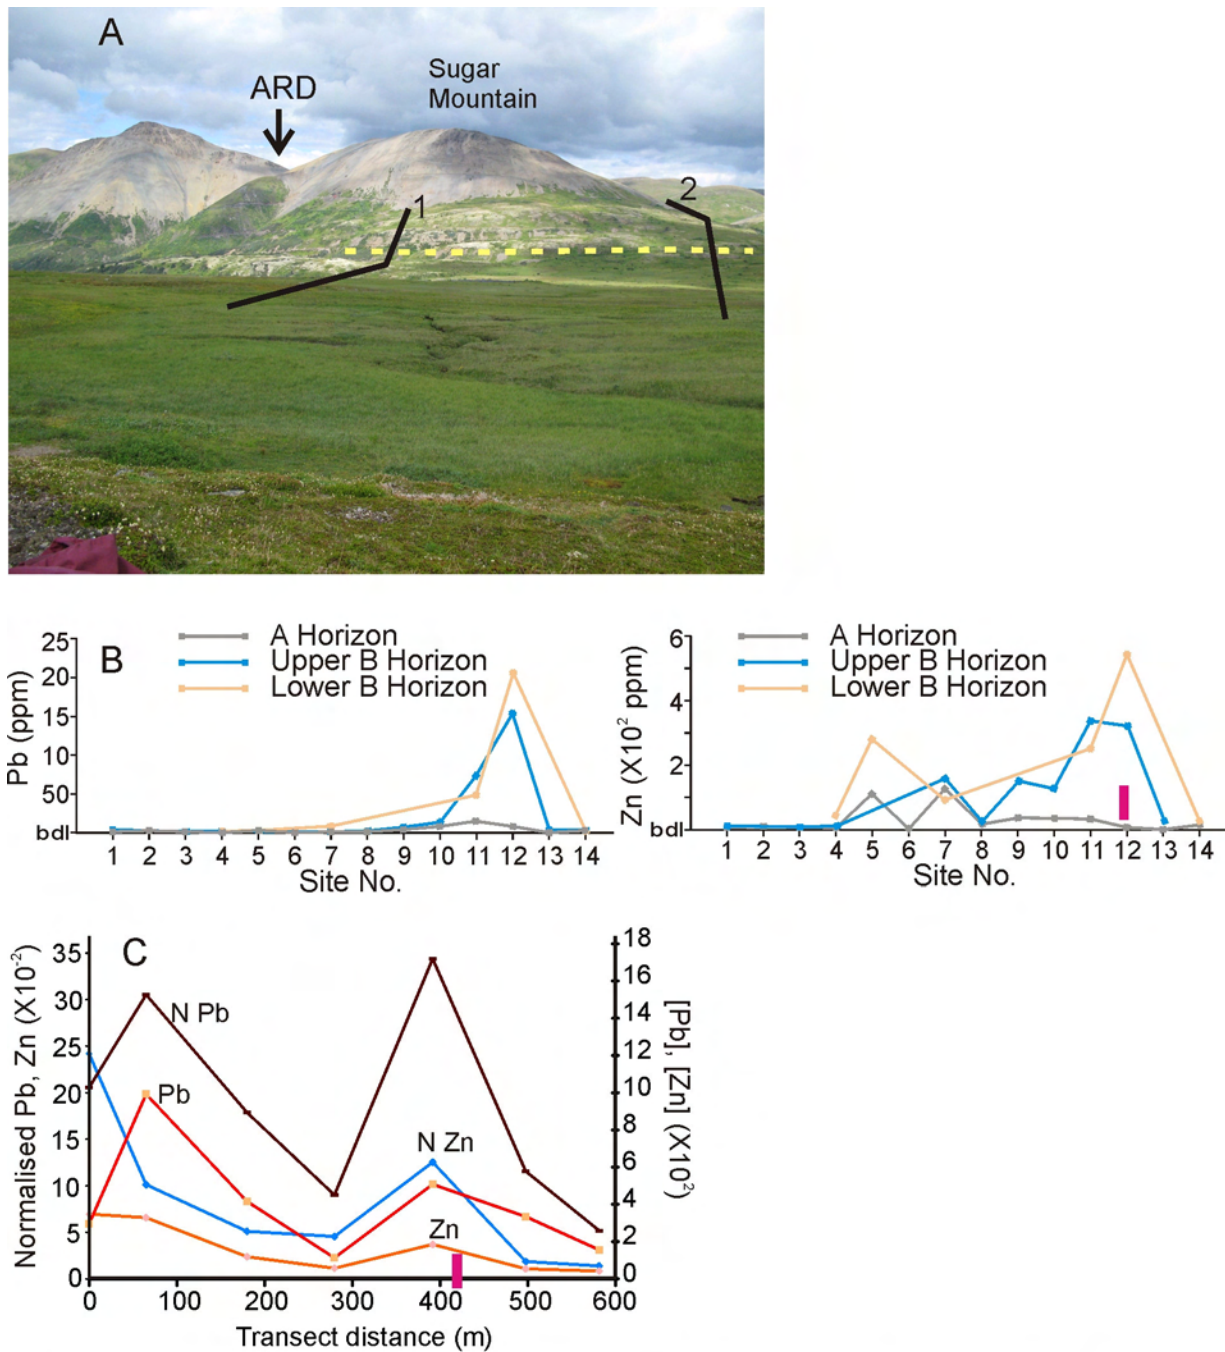 A
ARD
Sugar
Mountain
1
2
B
A Horizon
Upper B Horizon
Lower B Horizon
Pb (ppm)
25
20
15
10
50
bdl
1 2 3 4 5 6 7 8 9 10 11 12 13 14
Site No.
A Horizon
Upper B Horizon
Lower B Horizon
Zn (X10² ppm)
6
4
2
bdl
1 2 3 4 5 6 7 8 9 10 11 12 13 14
Site No.
C
Normalised Pb, Zn (X10⁻²)
35
30
25
20
15
10
5
0
N Pb
Pb
N Zn
Zn
18
16
14
12
10
8
6
4
2
0
[Pb], [Zn] (X10²)
0 100 200 300 400 500 600
Transect distance (m)